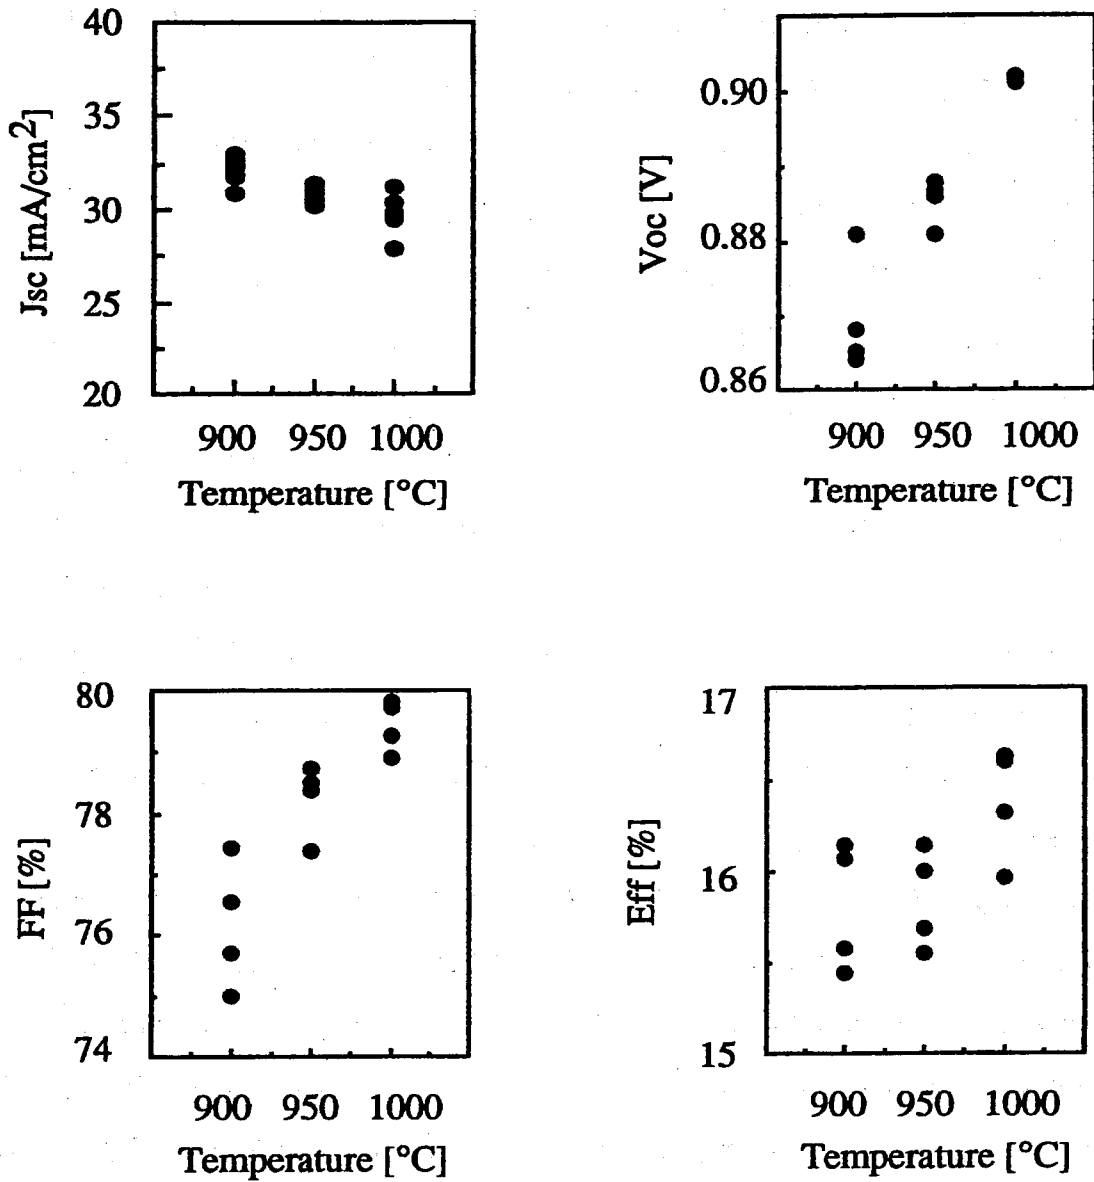 40
35
30
25
20
Jsc [mA/cm2]
900 950 1000
Temperature [°C]
0.90
0.88
0.86
Voc [V]
900 950 1000
Temperature [°C]
80
78
76
74
FF [%]
900 950 1000
Temperature [°C]
17
16
15
Eff [%]
900 950 1000
Temperature [°C]